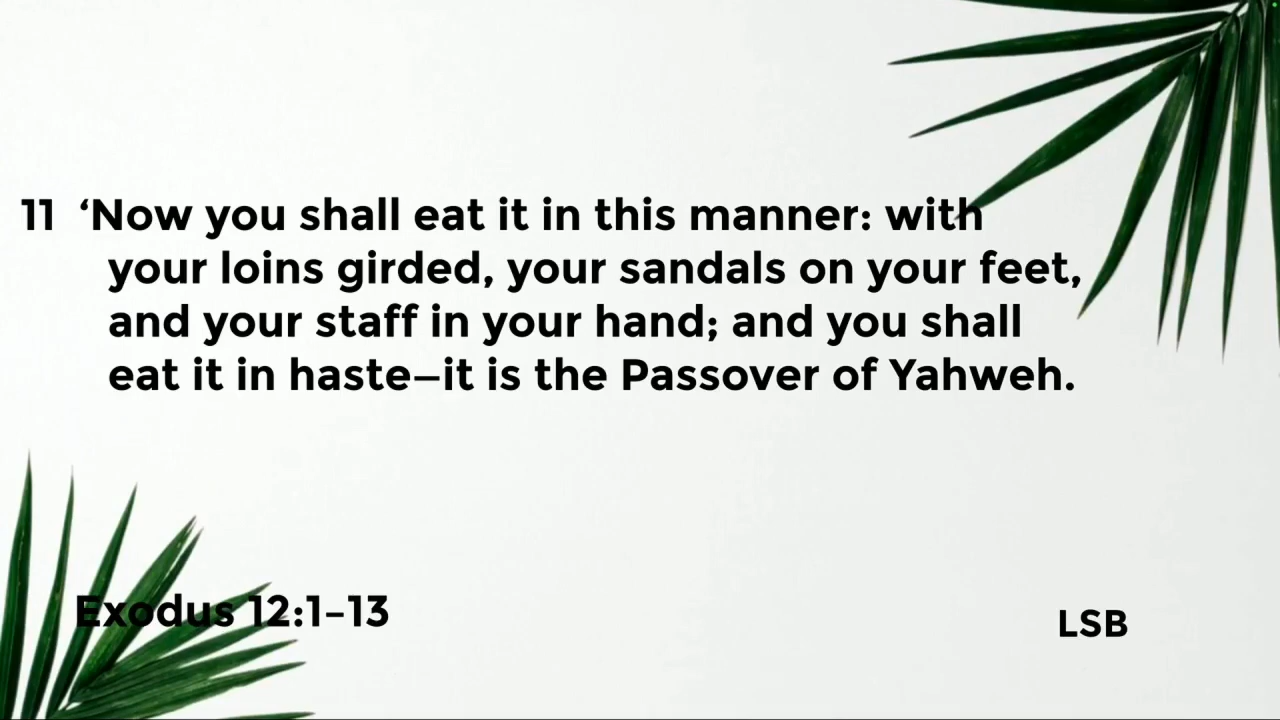 11 ‘Now you shall eat it in this manner: with
your loins girded, your sandals on your feet,
and your staff in your hand; and you shall
eat it in haste—it is the Passover of Yahweh.
Exodus 12:1–13
LSB